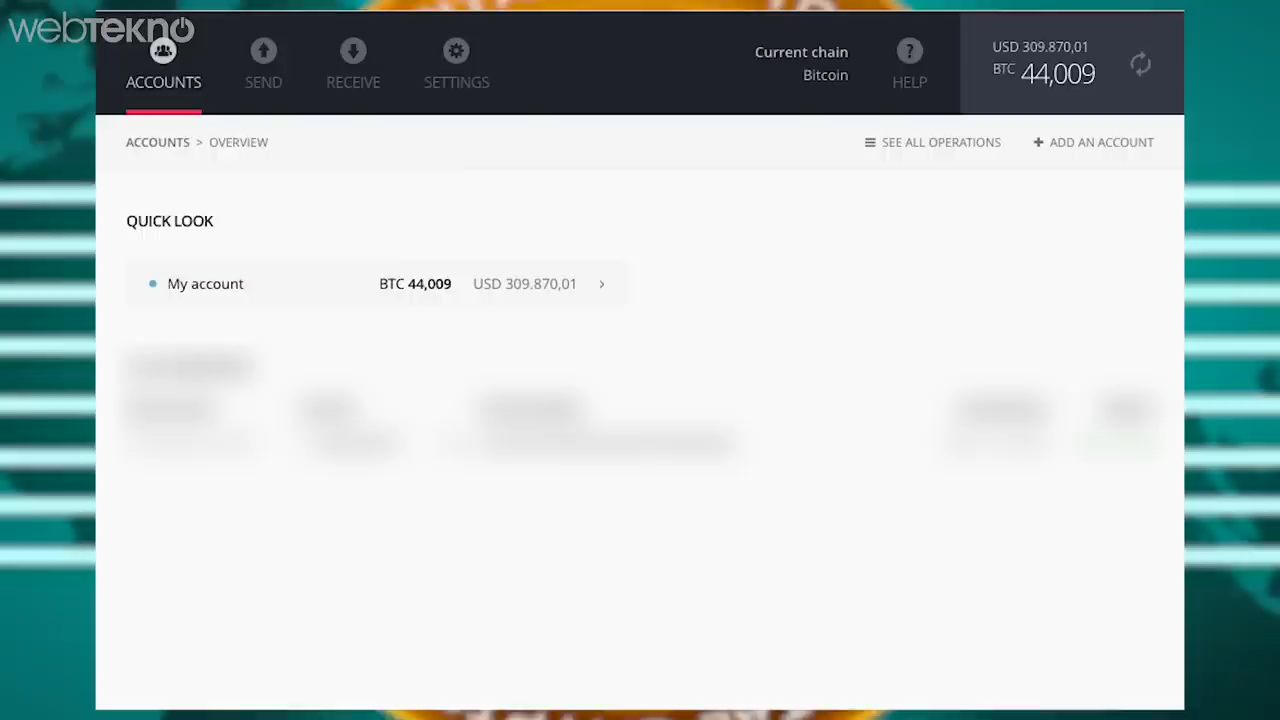 webtekno
ACCOUNTS
SEND
RECEIVE
SETTINGS
Current chain
Bitcoin
?
HELP
USD 309.870,01
BTC 44,009
ACCOUNTS > OVERVIEW
SEE ALL OPERATIONS
+ ADD AN ACCOUNT
QUICK LOOK
My account BTC 44,009 USD 309.870,01 >